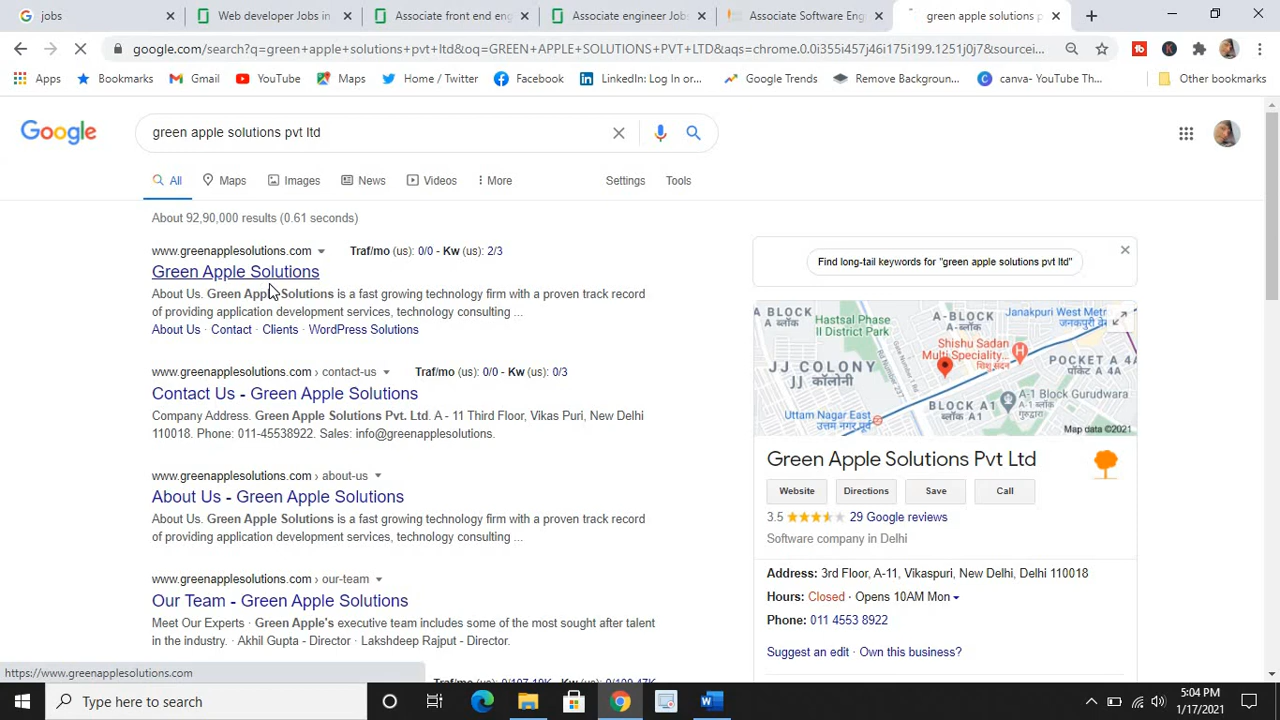 jobs
Web developer Jobs in
Associate front end eng
Associate engineer Jobs
Associate Software Eng
green apple solutions p
google.com/search?q=green+apple+solutions+pvt+ltd&oq=GREEN+APPLE+SOLUTIONS+PVT+LTD&aqs=chrome.0.0i355i457j46i175i199.1251j0j7&sourcei...
Apps
Bookmarks
Gmail
YouTube
Maps
Home / Twitter
Facebook
LinkedIn: Log In or...
Google Trends
Remove Background...
canva- YouTube Th...
Other bookmarks
Google
green apple solutions pvt ltd
All
Maps
Images
News
Videos
More
Settings
Tools
About 92,90,000 results (0.61 seconds)
www.greenapplesolutions.com Traf/mo (us): 0/0 - Kw (us): 2/3
Green Apple Solutions
About Us. Green Apple Solutions is a fast growing technology firm with a proven track record
of providing application development services, technology consulting ...
About Us · Contact · Clients · WordPress Solutions
www.greenapplesolutions.com › contact-us Traf/mo (us): 0/0 - Kw (us): 0/3
Contact Us - Green Apple Solutions
Company Address. Green Apple Solutions Pvt. Ltd. A - 11 Third Floor, Vikas Puri, New Delhi
110018. Phone: 011-45538922. Sales: info@greenapplesolutions.
www.greenapplesolutions.com › about-us
About Us - Green Apple Solutions
About Us. Green Apple Solutions is a fast growing technology firm with a proven track record
of providing application development services, technology consulting ...
www.greenapplesolutions.com › our-team
Our Team - Green Apple Solutions
Meet Our Experts · Green Apple's executive team includes some of the most sought after talent
in the industry. · Akhil Gupta - Director · Lakshdeep Rajput - Director.
Find long-tail keywords for "green apple solutions pvt ltd"
A BLOCK
A ब्लॉक
Hastsal Phase
II District Park
A-BLOCK
A-ब्लॉक
Janakpuri West Metr
जनकपुरी वेस्ट
Shishu Sadan
Multi Speciality...
शिशु सदन
POCKET A 4A
पॉकेट ए 4ए
JJ COLONY
JJ कॉलोनी
BLOCK A1
ब्लॉक A1
Block A1 Gurudwara
Uttam Nagar East
उत्तम नगर पूर्व
Map data ©2021
Green Apple Solutions Pvt Ltd
Website
Directions
Save
Call
3.5 29 Google reviews
Software company in Delhi
Address: 3rd Floor, A-11, Vikaspuri, New Delhi, Delhi 110018
Hours: Closed · Opens 10AM Mon
Phone: 011 4553 8922
Suggest an edit · Own this business?
https://www.greenapplesolutions.com
Type here to search
5:04 PM
1/17/2021